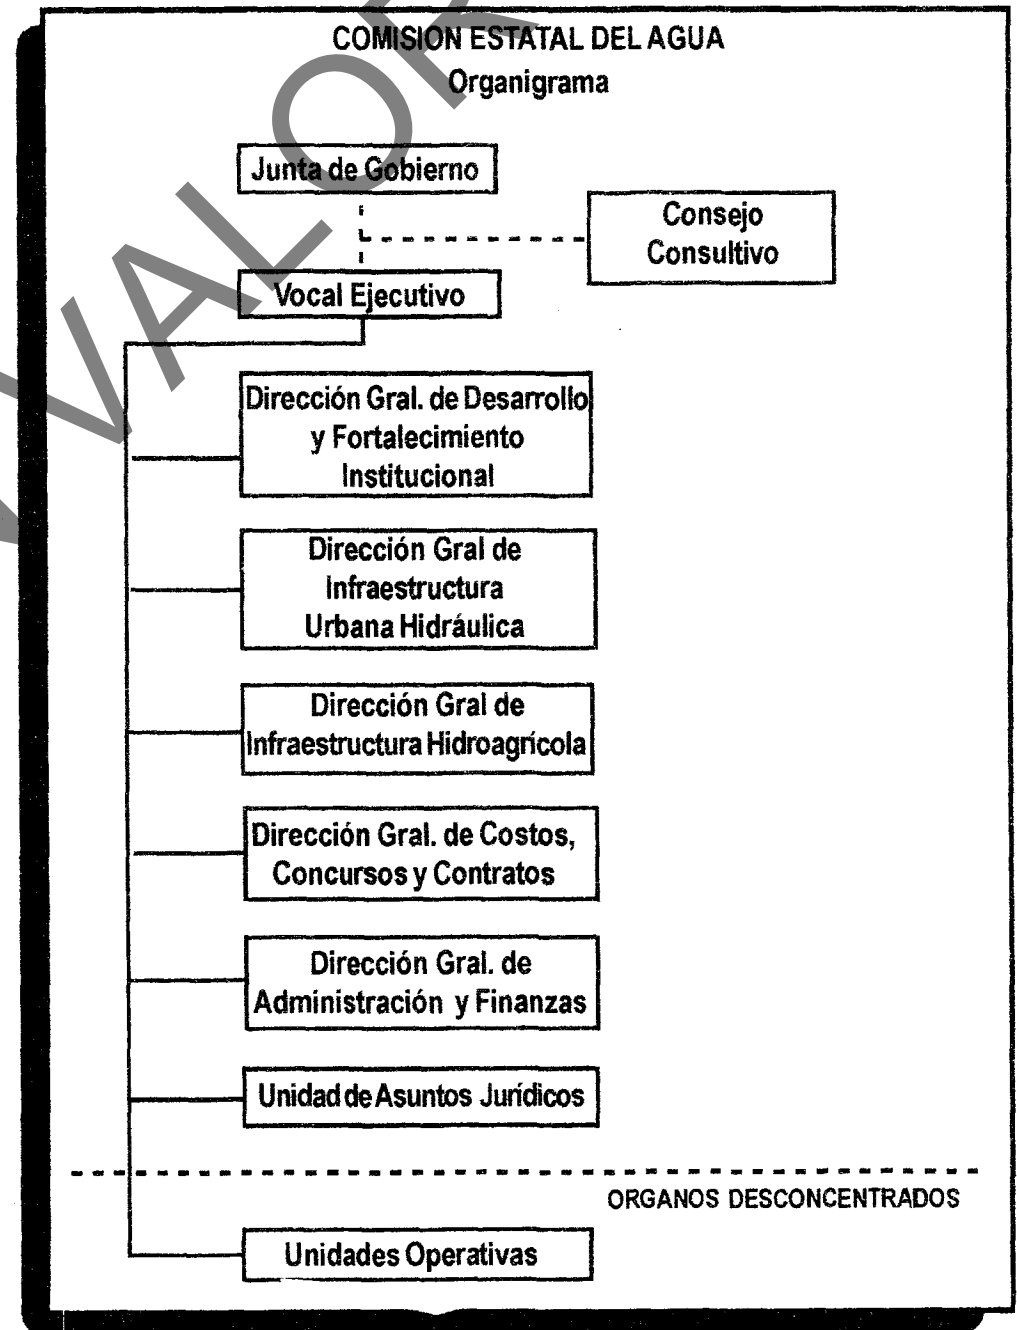 COMISION ESTATAL DEL AGUA
Organigrama
Junta de Gobierno
Consejo
Consultivo
Vocal Ejecutivo
Dirección Gral. de Desarrollo
y Fortalecimiento
Institucional
Dirección Gral de
Infraestructura
Urbana Hidráulica
Dirección Gral de
Infraestructura Hidroagrícola
Dirección Gral. de Costos,
Concursos y Contratos
Dirección Gral. de
Administración y Finanzas
Unidad de Asuntos Jurídicos
ORGANOS DESCONCENTRADOS
Unidades Operativas
VALOR